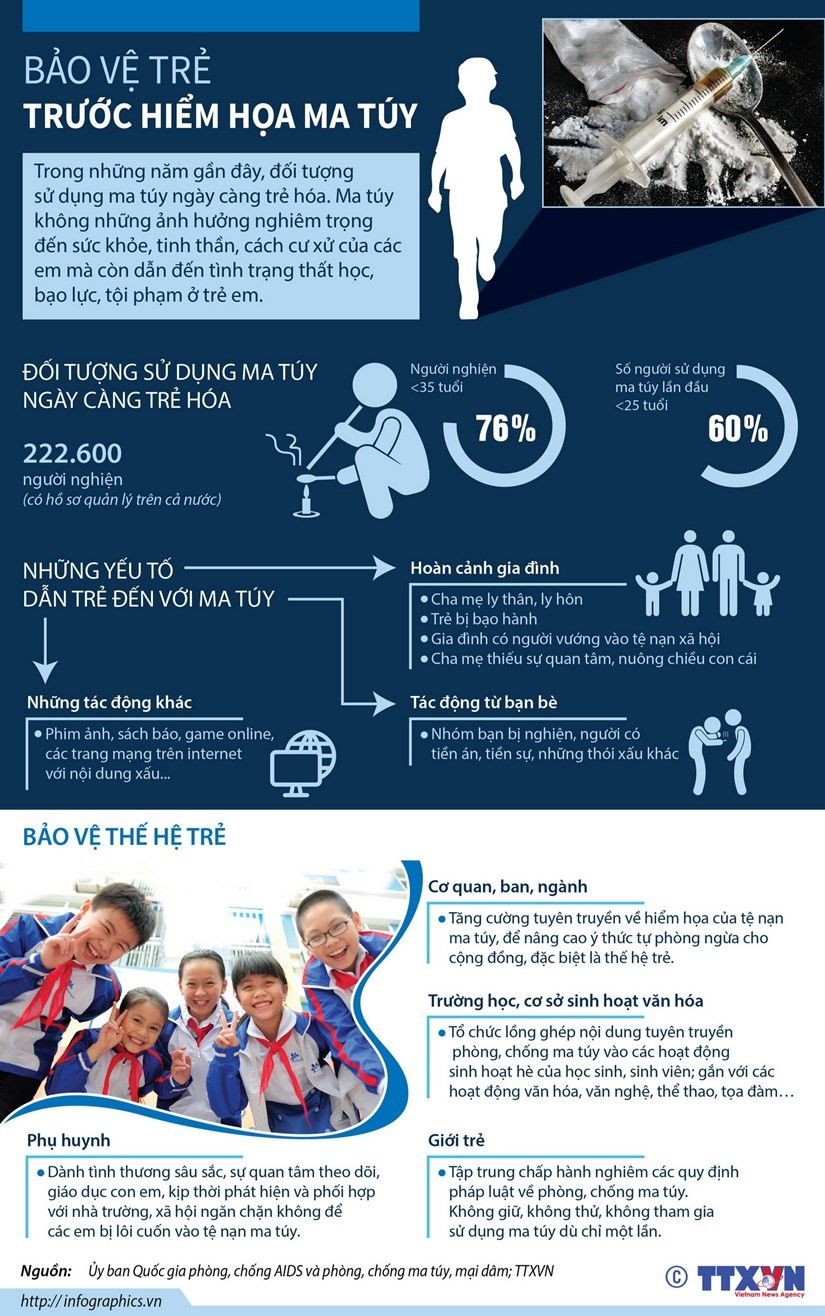 BẢO VỆ TRẺ
TRƯỚC HIỂM HỌA MA TÚY
Trong những năm gần đây, đối tượng
sử dụng ma túy ngày càng trẻ hóa. Ma túy
không những ảnh hưởng nghiêm trọng
đến sức khỏe, tinh thần, cách cư xử của các
em mà còn dẫn đến tình trạng thất học,
bạo lực, tội phạm ở trẻ em.
ĐỐI TƯỢNG SỬ DỤNG MA TÚY
NGÀY CÀNG TRẺ HÓA
222.600
người nghiện
(có hồ sơ quản lý trên cả nước)
Người nghiện
<35 tuổi
76%
Số người sử dụng
ma túy lần đầu
<25 tuổi
60%
NHỮNG YẾU TỐ
DẪN TRẺ ĐẾN VỚI MA TÚY
Hoàn cảnh gia đình
• Cha mẹ ly thân, ly hôn
• Trẻ bị bạo hành
• Gia đình có người vướng vào tệ nạn xã hội
• Cha mẹ thiếu sự quan tâm, nuông chiều con cái
Những tác động khác
• Phim ảnh, sách báo, game online,
các trang mạng trên internet
với nội dung xấu...
Tác động từ bạn bè
• Nhóm bạn bi nghiện, người có
tiền án, tiền sự, những thói xấu khác
BẢO VỆ THẾ HỆ TRẺ
Cơ quan, ban, ngành
• Tăng cường tuyên truyền về hiểm họa của tệ nạn
ma túy, để nâng cao ý thức tự phòng ngừa cho
cộng đồng, đặc biệt là thế hệ trẻ.
Trường học, cơ sở sinh hoạt văn hóa
• Tổ chức lồng ghép nội dung tuyên truyền
phòng, chống ma túy vào các hoạt động
sinh hoạt hè của học sinh, sinh viên; gắn với các
hoạt động văn hóa, văn nghệ, thể thao, tọa đàm…
Phụ huynh
• Dành tình thương sâu sắc, sự quan tâm theo dõi,
giáo dục con em, kịp thời phát hiện và phối hợp
với nhà trường, xã hội ngăn chặn không để
các em bị lôi cuốn vào tệ nạn ma túy.
Giới trẻ
• Tập trung chấp hành nghiêm các quy định
pháp luật về phòng, chống ma túy.
Không giữ, không thử, không tham gia
sử dụng ma túy dù chỉ một lần.
Nguồn: Ủy ban Quốc gia phòng, chống AIDS và phòng, chống ma túy, mại dâm; TTXVN
© TTXVN
Vietnam News Agency
http://infographics.vn